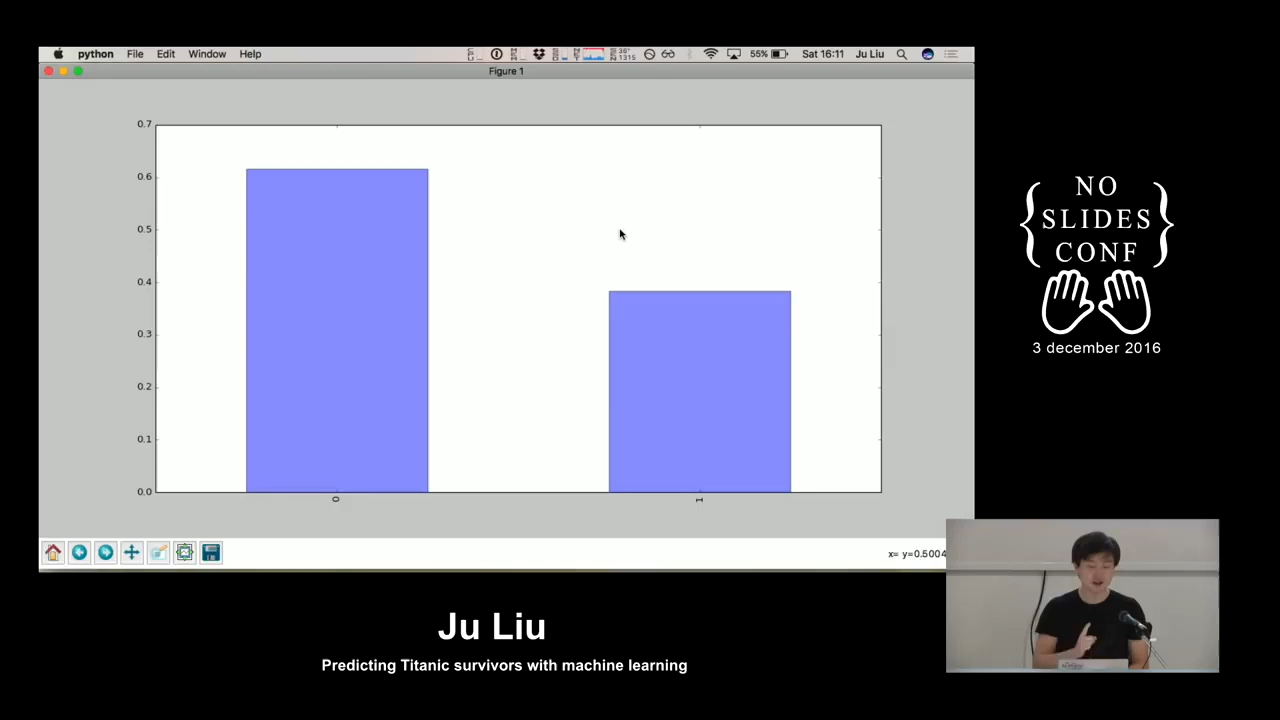 python File Edit Window Help
55% Sat 16:11 Ju Liu
Figure 1
0.7
0.6
0.5
0.4
0.3
0.2
0.1
0.0
0 1
x= y=0.5004
NO
SLIDES
CONF
3 december 2016
Ju Liu
Predicting Titanic survivors with machine learning